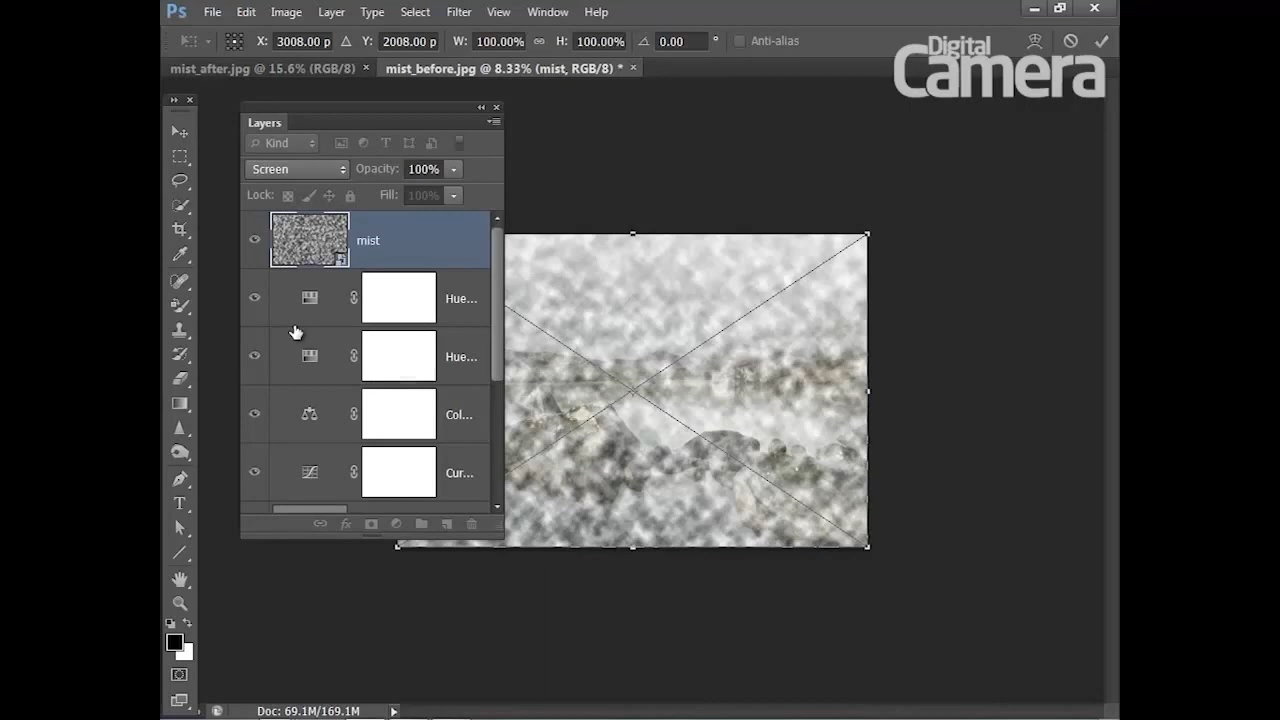 Ps File Edit Image Layer Type Select Filter View Window Help
X: 3008.00 p Y: 2008.00 p W: 100.00% H: 100.00% 0.00 ° Anti-alias
Digital
Camera
mist_after.jpg @ 15.6% (RGB/8) × mist_before.jpg @ 8.33% (mist, RGB/8) * ×
Layers
Kind
Screen Opacity: 100%
Lock: Fill: 100%
mist
Hue...
Hue...
Col...
Cur...
fx
Doc: 69.1M/169.1M